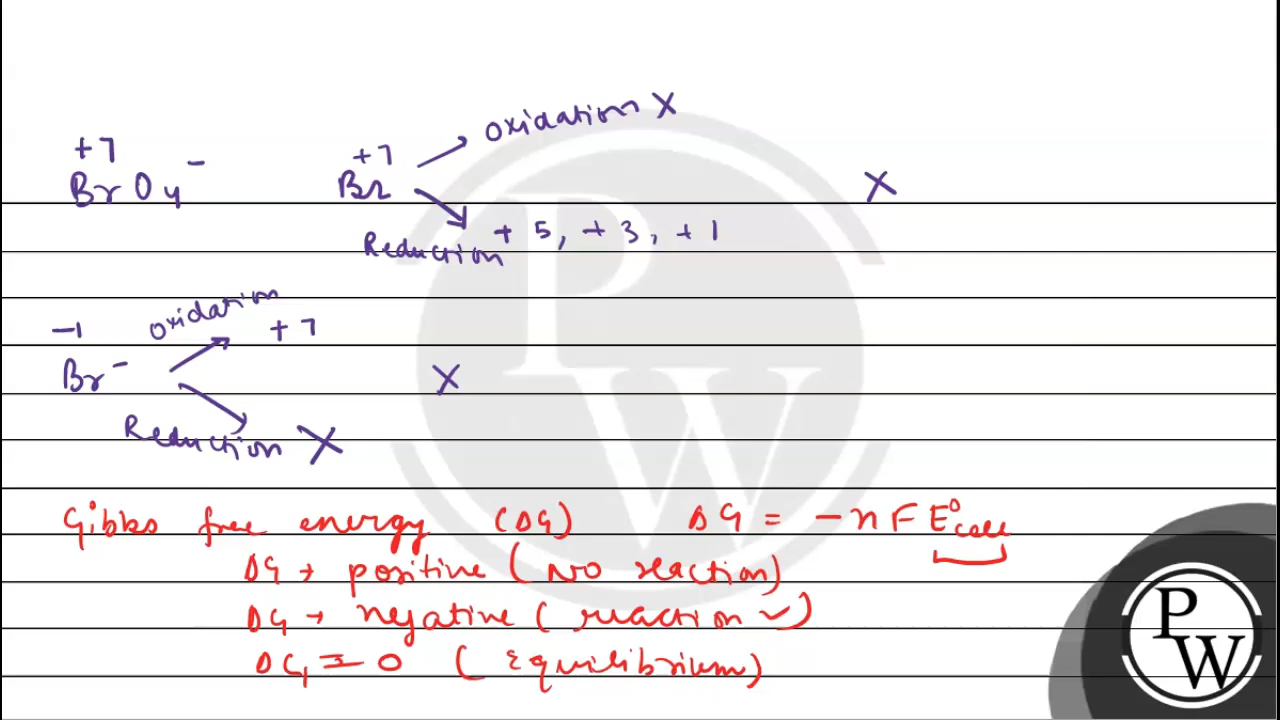 +7
BrO4⁻
+7
Br
oxidation X
Reduction +5, +3, +1
X
-1
Br⁻
oxidation +7
Reduction X
X
Gibbs free energy (ΔG) ΔG = -nFE°cell
ΔG → positive (No reaction)
ΔG → negative (reaction ✓)
ΔG = 0 (Equilibrium)
P
W
P
W